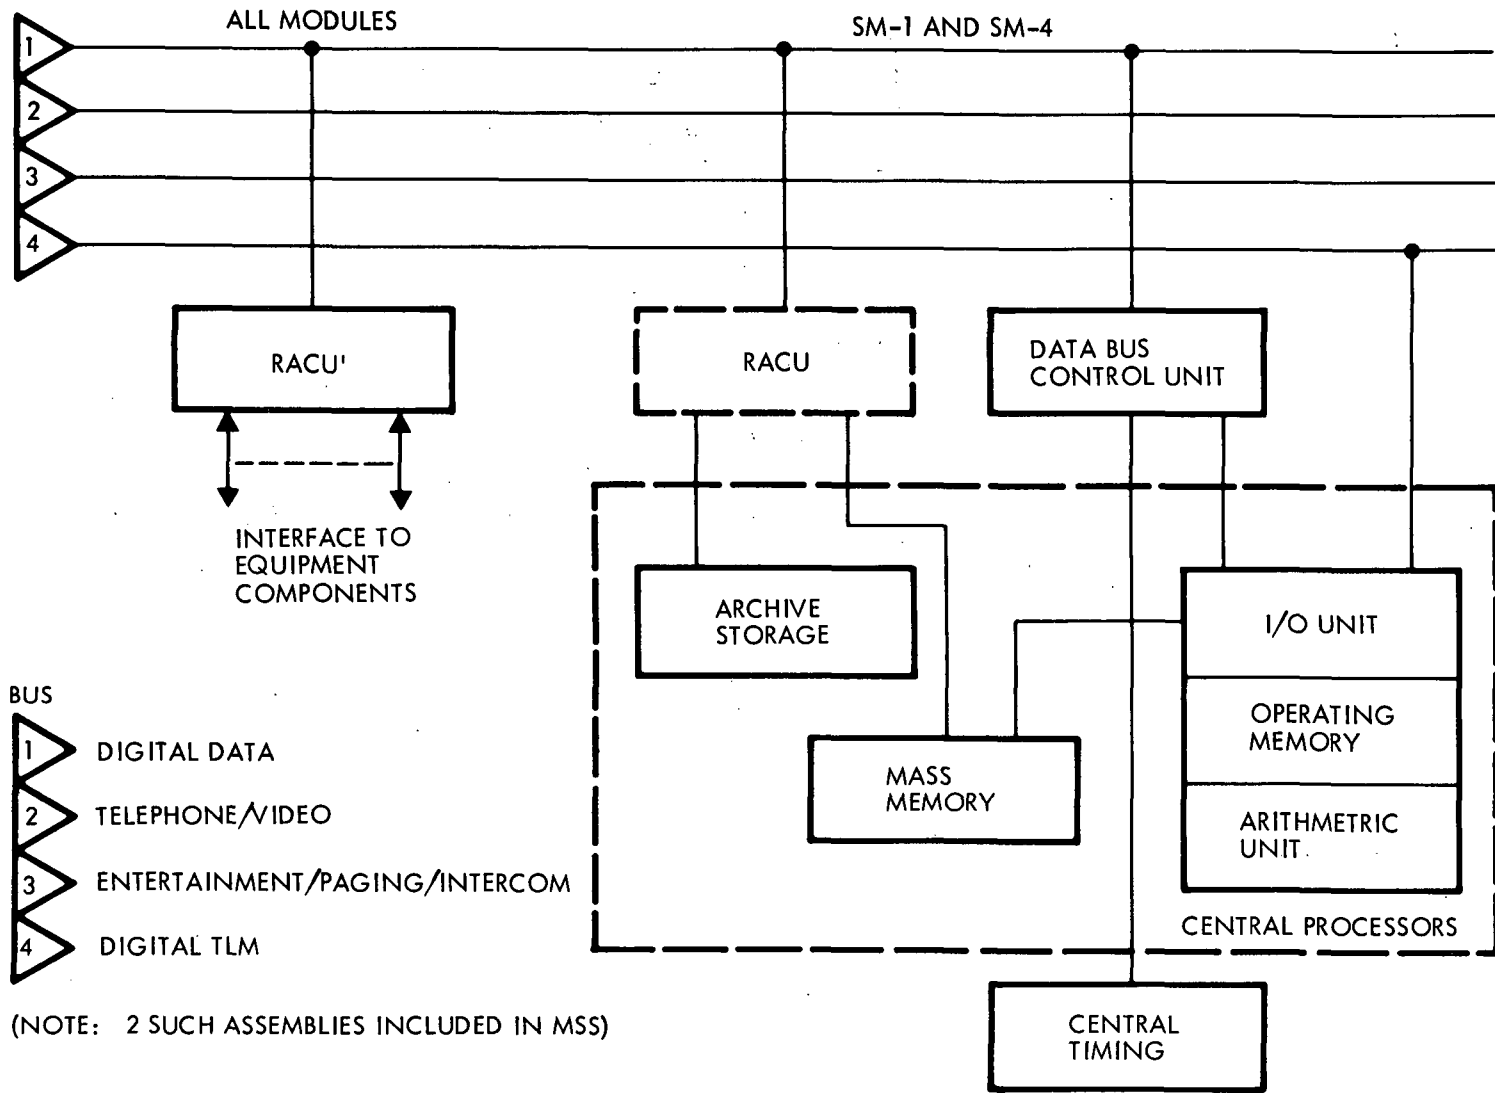 ALL MODULES
SM-1 AND SM-4
1
2
3
4
RACU'
RACU
DATA BUS
CONTROL UNIT
INTERFACE TO
EQUIPMENT
COMPONENTS
ARCHIVE
STORAGE
I/O UNIT
OPERATING
MEMORY
MASS
MEMORY
ARITHMETRIC
UNIT
CENTRAL PROCESSORS
BUS
1 DIGITAL DATA
2 TELEPHONE/VIDEO
3 ENTERTAINMENT/PAGING/INTERCOM
4 DIGITAL TLM
(NOTE: 2 SUCH ASSEMBLIES INCLUDED IN MSS)
CENTRAL
TIMING